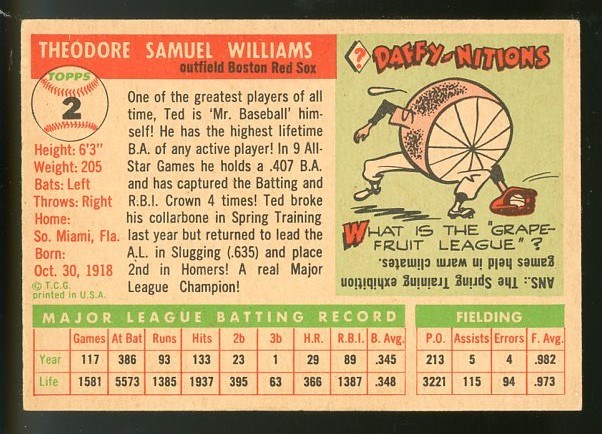 THEODORE SAMUEL WILLIAMS
outfield Boston Red Sox
TOPPS
2
Height: 6'3"
Weight: 205
Bats: Left
Throws: Right
Home:
So. Miami, Fla.
Born:
Oct. 30, 1918
© T.C.G.
printed in U.S.A.
One of the greatest players of all
time, Ted is 'Mr. Baseball' him-
self! He has the highest lifetime
B.A. of any active player! In 9 All-
Star Games he holds a .407 B.A.
and has captured the Batting and
R.B.I. Crown 4 times! Ted broke
his collarbone in Spring Training
last year but returned to lead the
A.L. in Slugging (.635) and place
2nd in Homers! A real Major
League Champion!
? DAFFY-NITIONS
WHAT IS THE "GRAPE-
FRUIT LEAGUE"?
ANS.: The Spring Training exhibition
games held in warm climates.
MAJOR LEAGUE BATTING RECORD FIELDING
Games At Bat Runs Hits 2b 3b H.R. R.B.I. B. Avg. P.O. Assists Errors F. Avg.
Year 117 386 93 133 23 1 29 89 .345 213 5 4 .982
Life 1581 5573 1385 1937 395 63 366 1387 .348 3221 115 94 .973